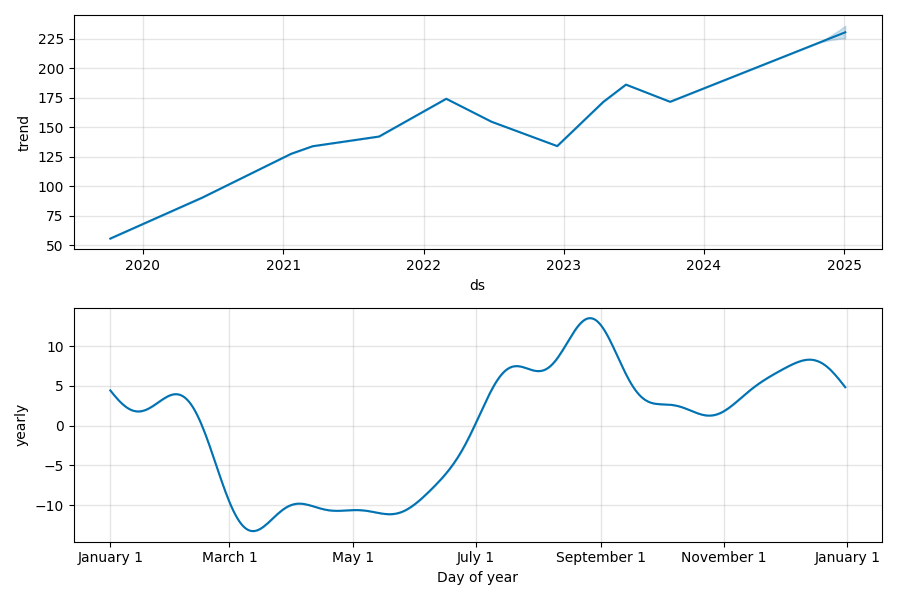 225
200
175
150
125
100
75
50
trend
2020 2021 2022 2023 2024 2025
ds
10
5
0
−5
−10
yearly
January 1 March 1 May 1 July 1 September 1 November 1 January 1
Day of year